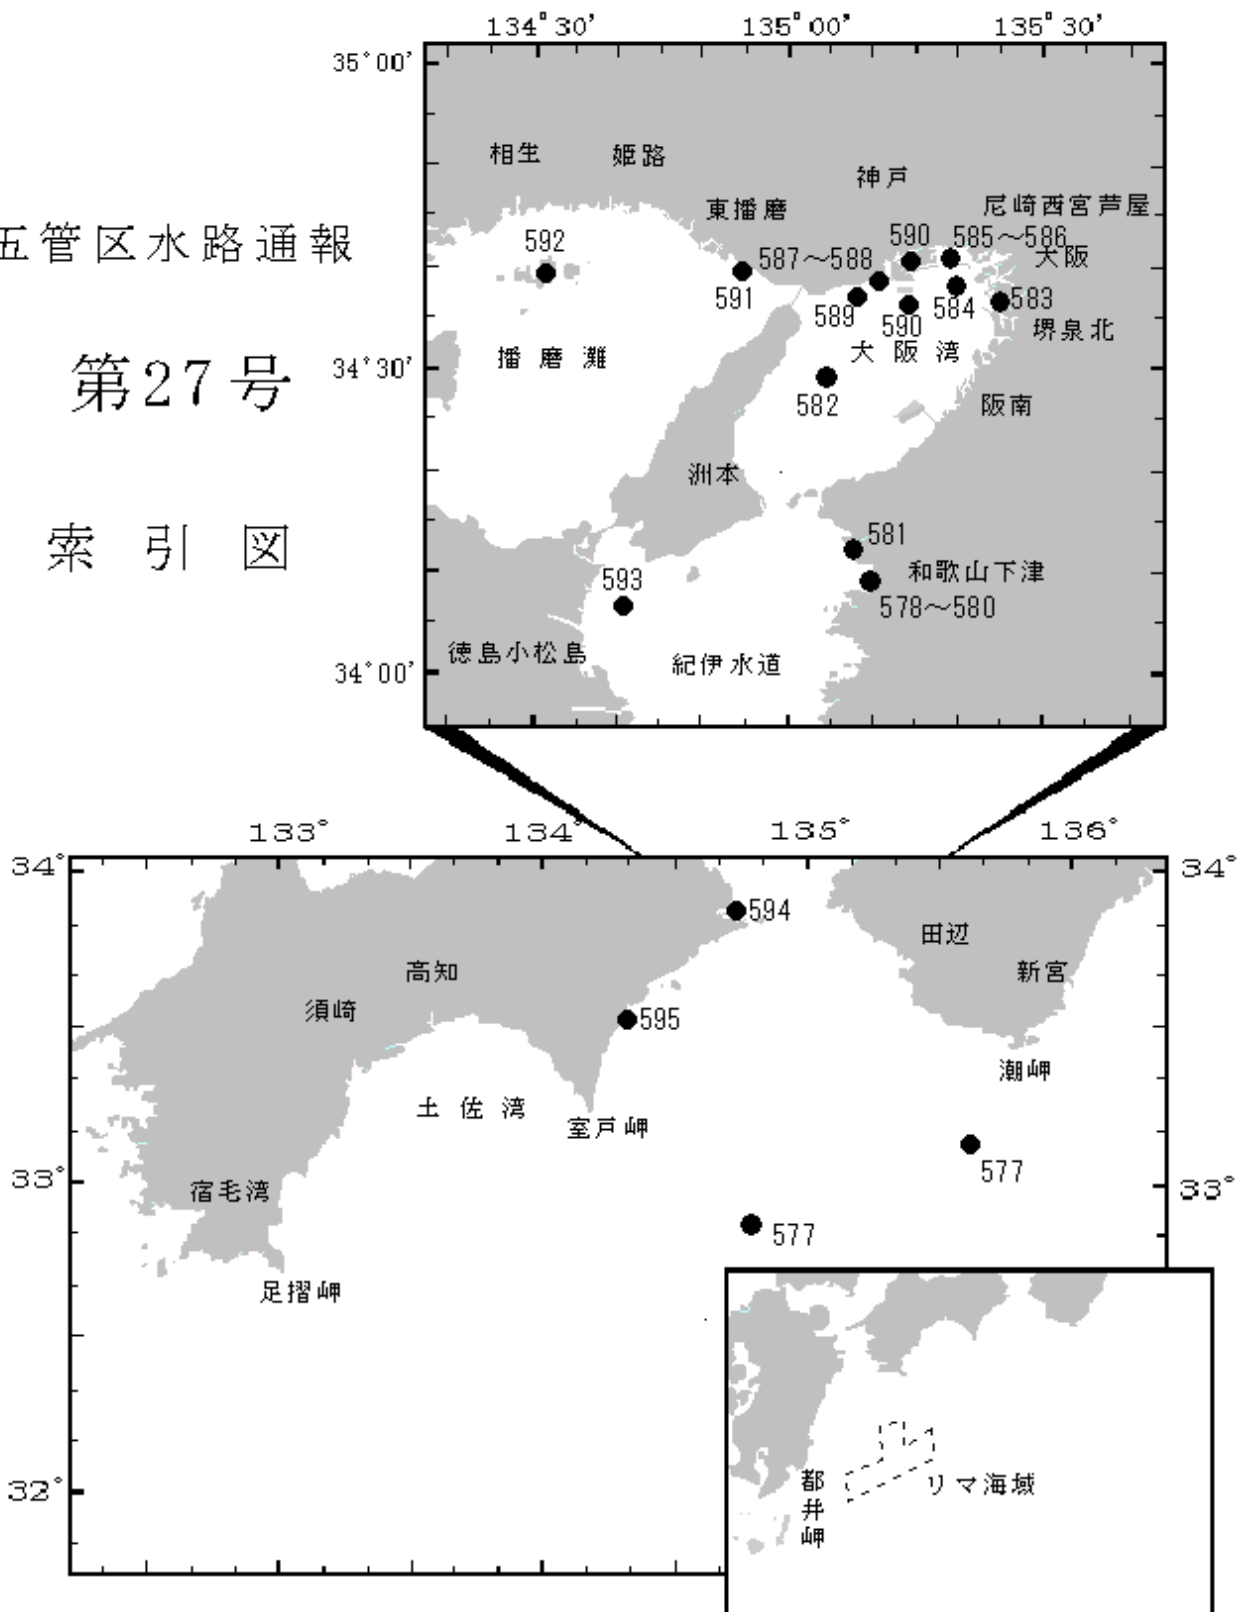 134°30' 135°00' 135°30'
35°00'
相生 姫路 神戸
東播磨 尼崎西宮芦屋
五管区水路通報
592 587～588 590 585～586
大阪
591 589 590 584 583
堺泉北
播磨灘 大阪湾
第27号
34°30'
582 阪南
洲本
索引図
581
593 和歌山下津
578～580
徳島小松島 紀伊水道
34°00'
133° 134° 135° 136°
34° 34°
594
田辺
高知 新宮
須崎 595
潮岬
土佐湾
室戸岬
577
33° 33°
宿毛湾
577
足摺岬
32°
都井岬
リマ海域